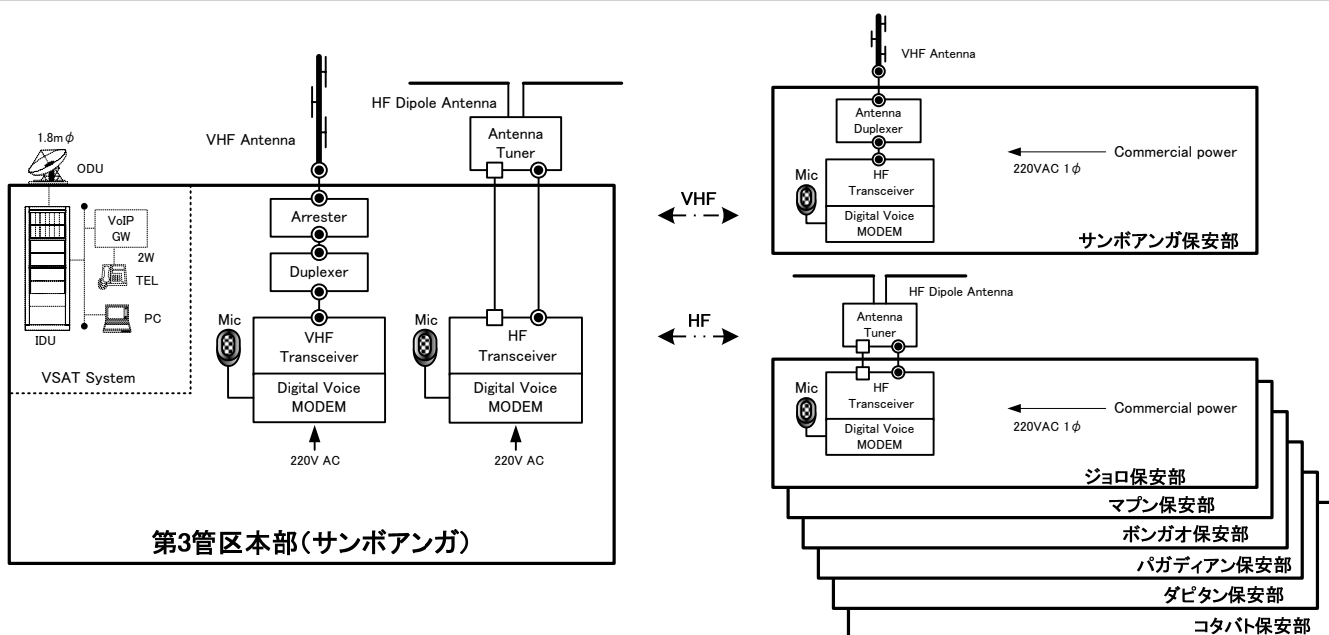 1.8mφ
ODU
VoIP
GW
2W
TEL
PC
IDU
VSAT System
VHF Antenna
Arrester
Duplexer
Mic
VHF
Transceiver
Digital Voice
MODEM
220V AC
HF Dipole Antenna
Antenna
Tuner
Mic
HF
Transceiver
Digital Voice
MODEM
220V AC
第3管区本部(サンボアンガ)
VHF
HF
VHF Antenna
Antenna
Duplexer
Mic
HF
Transceiver
Digital Voice
MODEM
Commercial power
220VAC 1φ
サンボアンガ保安部
HF Dipole Antenna
Antenna
Tuner
Mic
HF
Transceiver
Digital Voice
MODEM
Commercial power
220VAC 1φ
ジョロ保安部
マプン保安部
ボンガオ保安部
パガディアン保安部
ダピタン保安部
コタバト保安部